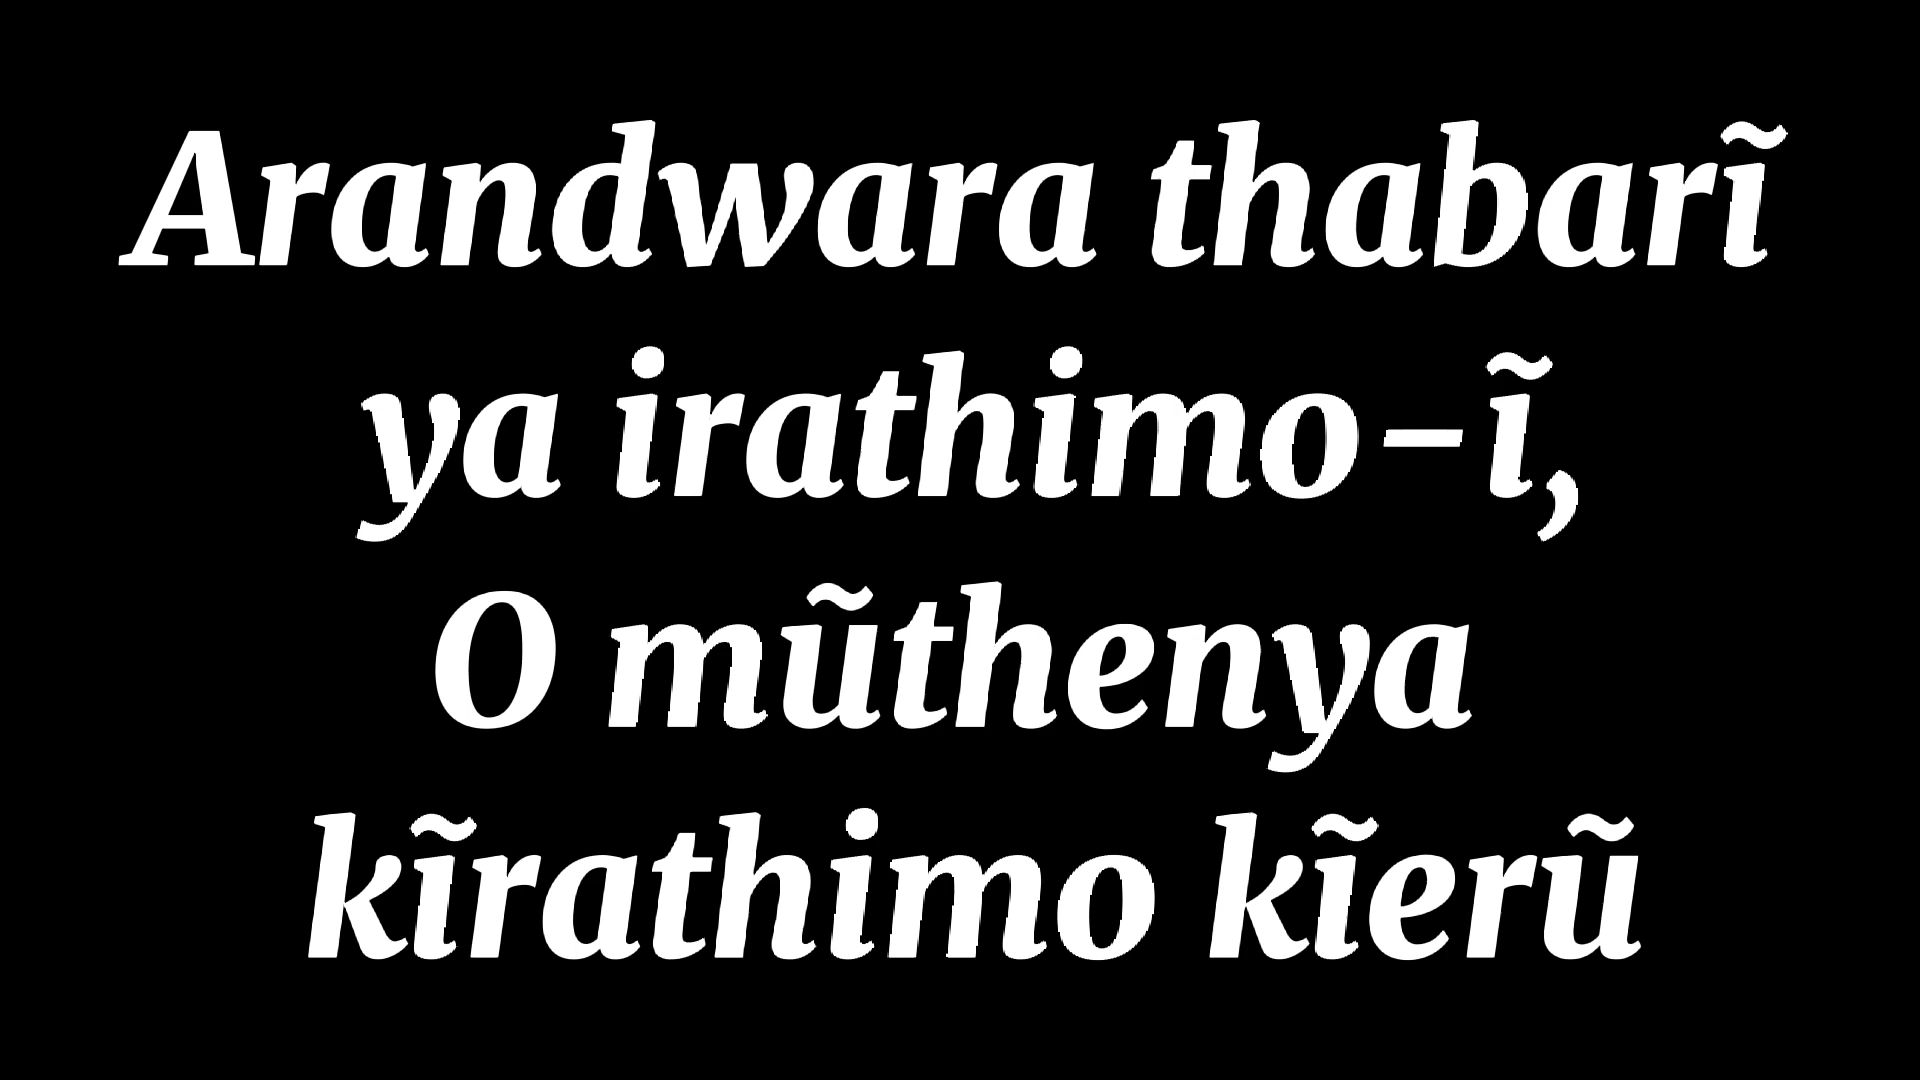 Arandwara thabarĩ
ya irathimo-ĩ,
O mũthenya
kĩrathimo kĩerũ